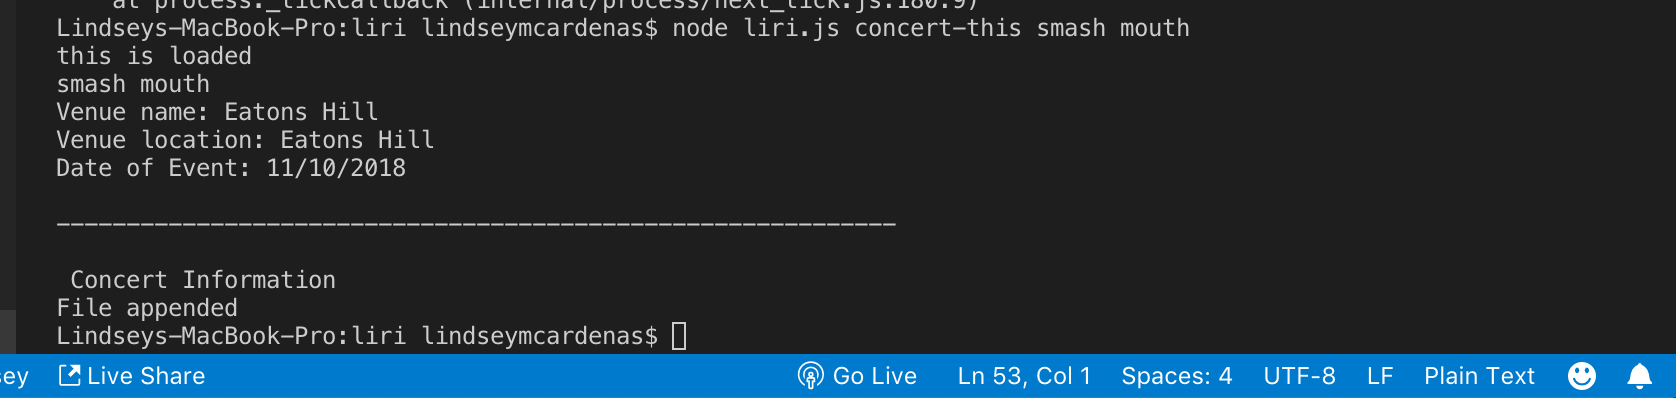 at process._tickCallback (internal/process/next_tick.js:180:9)
Lindseys-MacBook-Pro:liri lindseymcardenas$ node liri.js concert-this smash mouth
this is loaded
smash mouth
Venue name: Eatons Hill
Venue location: Eatons Hill
Date of Event: 11/10/2018
------------------------------------------------------------
Concert Information
File appended
Lindseys-MacBook-Pro:liri lindseymcardenas$
sey Live Share Go Live Ln 53, Col 1 Spaces: 4 UTF-8 LF Plain Text